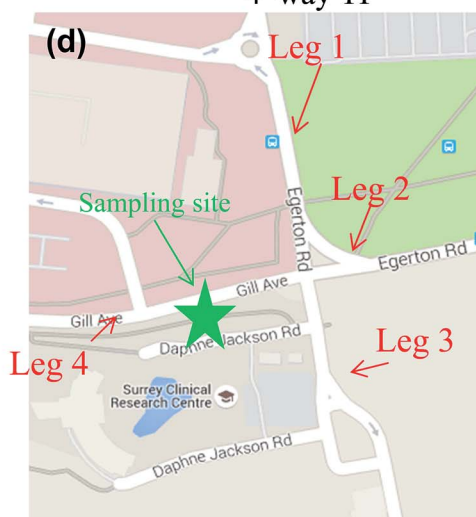 (d)
Leg 1
Leg 2
Sampling site
Egerton Rd
Egerton Rd
Gill Ave
Gill Ave
Leg 4
Daphne Jackson Rd
Leg 3
Surrey Clinical
Research Centre
Daphne Jackson Rd